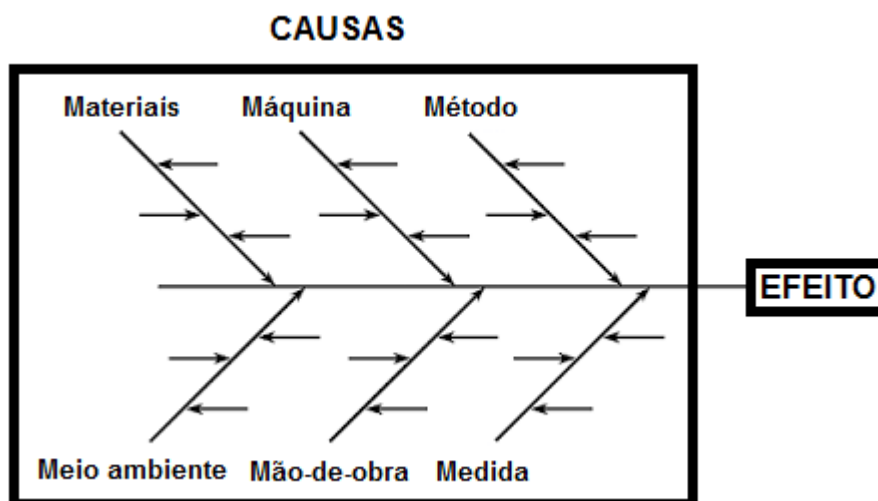 CAUSAS
Materiais Máquina Método
EFEITO
Meio ambiente Mão-de-obra Medida